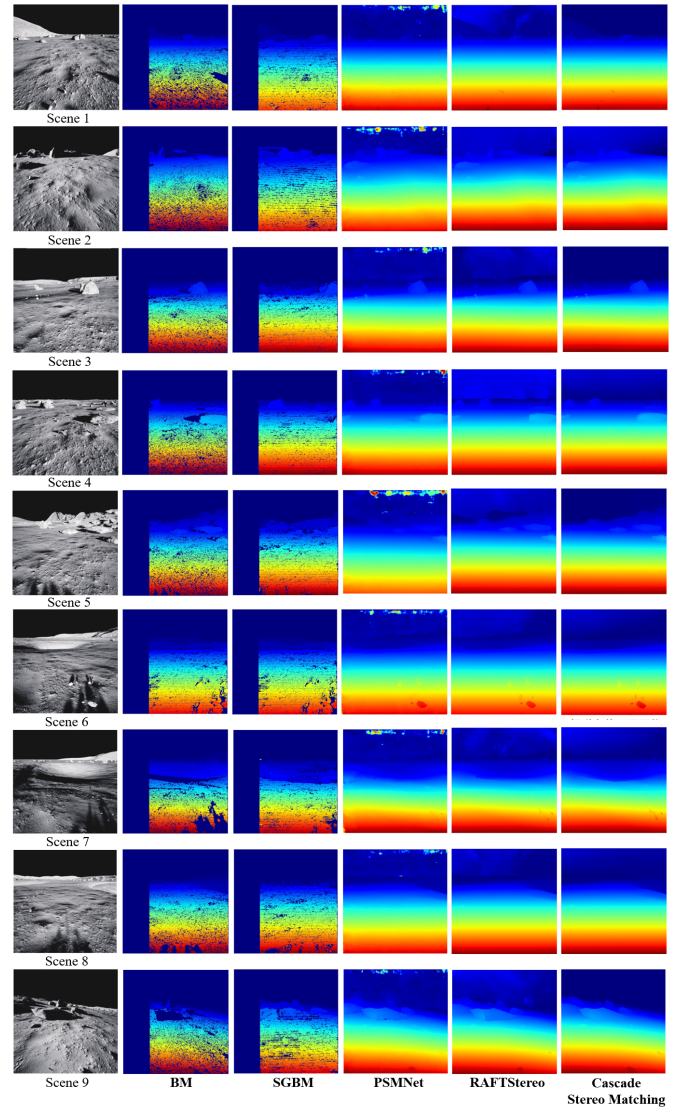 Scene 1
Scene 2
Scene 3
Scene 4
Scene 5
Scene 6
Scene 7
Scene 8
Scene 9 BM SGBM PSMNet RAFTStereo Cascade
Stereo Matching